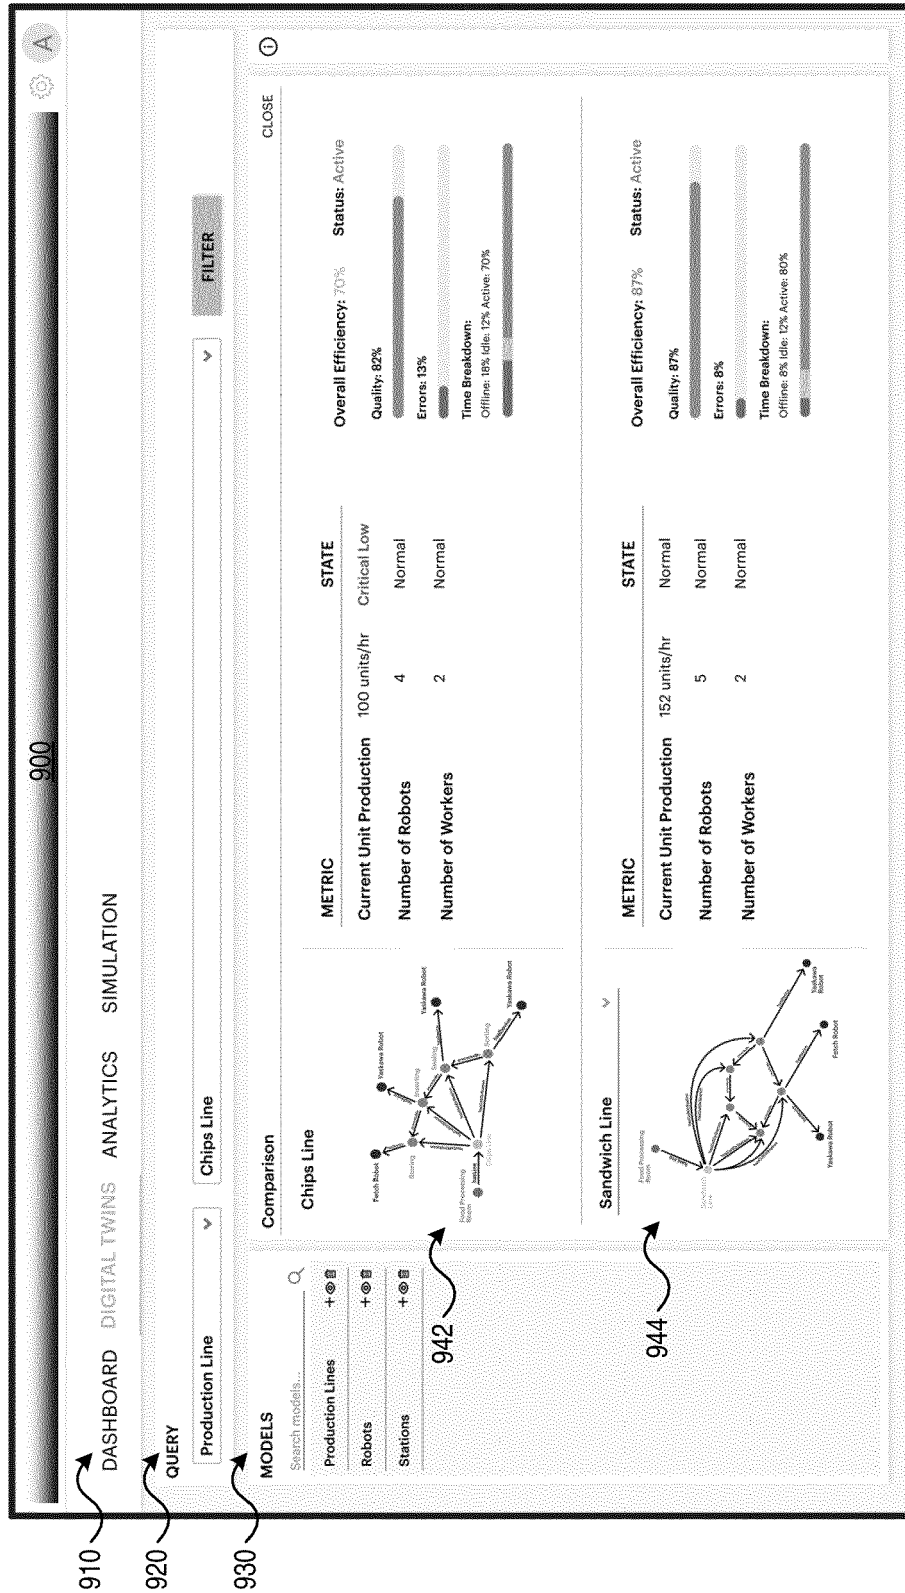 900
A
910
DASHBOARD DIGITAL TWINS ANALYTICS SIMULATION
920
QUERY
Production Line Chips Line FILTER
930
MODELS
Search models...
Production Lines
Robots
Stations
Comparison CLOSE
942
Chips Line
Fetch Robot
Yaskawa Robot
Yaskawa Robot
Yaskawa Robot
Food Processing
Room
METRIC STATE
Current Unit Production 100 units/hr Critical Low
Number of Robots 4 Normal
Number of Workers 2 Normal
Overall Efficiency: 70% Status: Active
Quality: 82%
Errors: 13%
Time Breakdown:
Offline: 18% Idle: 12% Active: 70%
944
Sandwich Line
Food Processing
Room
Yaskawa Robot
Fetch Robot
Yaskawa
Robot
METRIC STATE
Current Unit Production 152 units/hr Normal
Number of Robots 5 Normal
Number of Workers 2 Normal
Overall Efficiency: 87% Status: Active
Quality: 87%
Errors: 8%
Time Breakdown:
Offline: 8% Idle: 12% Active: 80%